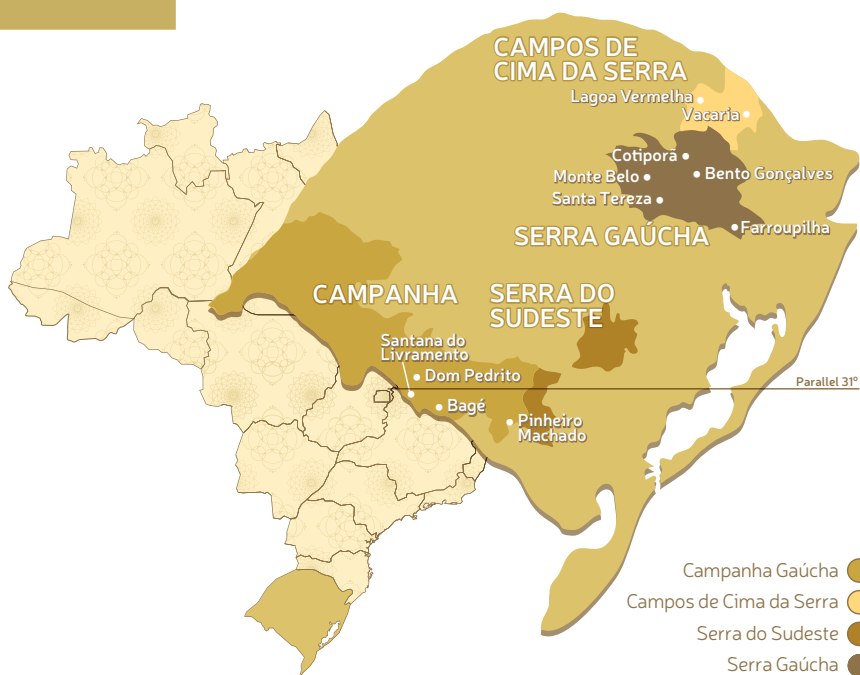 CAMPOS DE
CIMA DA SERRA
Lagoa Vermelha
Vacaria
Cotiporã
Monte Belo
Bento Gonçalves
Santa Tereza
Farroupilha
SERRA GAÚCHA
CAMPANHA
SERRA DO
SUDESTE
Santana do
Livramento
Dom Pedrito
Parallel 31º
Bagé
Pinheiro
Machado
Campanha Gaúcha
Campos de Cima da Serra
Serra do Sudeste
Serra Gaúcha